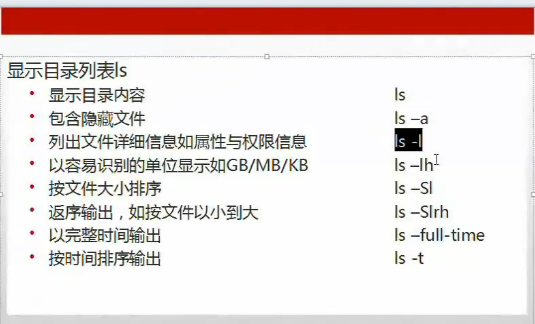 显示目录列表ls
• 显示目录内容 ls
• 包含隐藏文件 ls –a
• 列出文件详细信息如属性与权限信息 ls -l
• 以容易识别的单位显示如GB/MB/KB ls –lh
• 按文件大小排序 ls –Sl
• 返序输出，如按文件以小到大 ls –Slrh
• 以完整时间输出 ls –full-time
• 按时间排序输出 ls -t